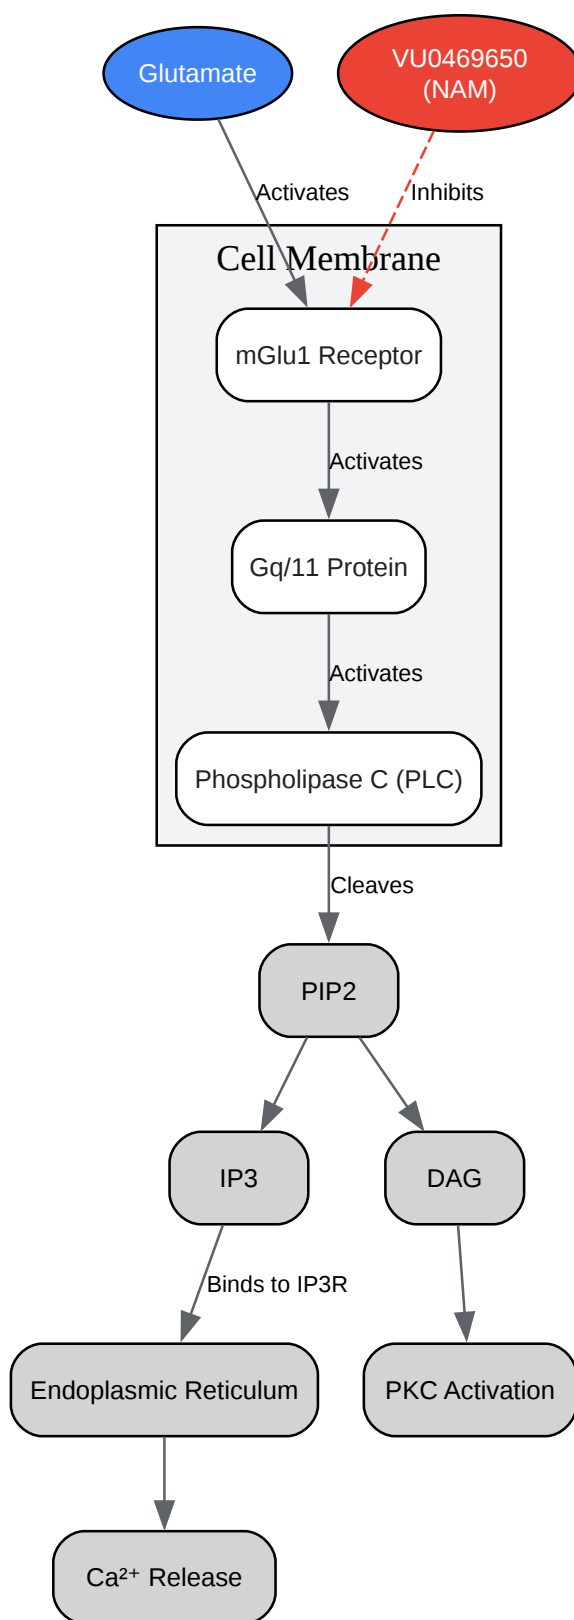 Glutamate
VU0469650
(NAM)
Activates
Inhibits
Cell Membrane
mGlu1 Receptor
Activates
Gq/11 Protein
Activates
Phospholipase C (PLC)
Cleaves
PIP2
IP3
DAG
Binds to IP3R
Endoplasmic Reticulum
PKC Activation
Ca²⁺ Release